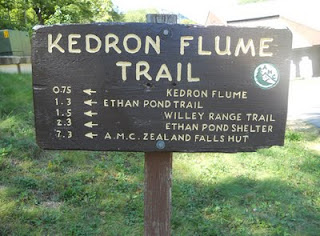 KEDRON FLUME
TRAIL
0.75 ← KEDRON FLUME
1.3 ← ETHAN POND TRAIL
1.5 ← WILLEY RANGE TRAIL
2.3 ← ETHAN POND SHELTER
7.3 ← A.M.C. ZEALAND FALLS HUT